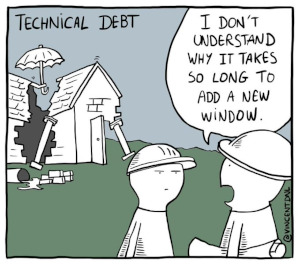 TECHNICAL DEBT
I DON'T
UNDERSTAND
WHY IT TAKES
SO LONG TO
ADD A NEW
WINDOW.
@VINCENTDNL